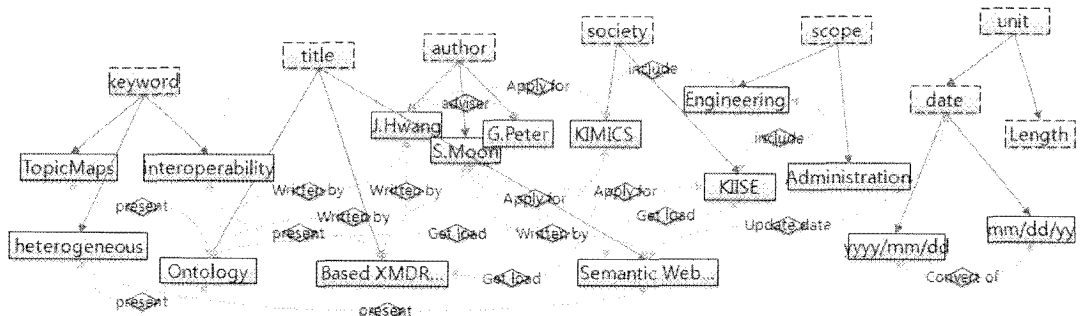 society
scope
unit
author
title
include
keyword
Apply for
Engineering
date
adviser
J.Hwang
G.Peter
KIMICS
include
Length
S.Moon
TopicMaps
interoperability
KIISE
Administration
Written by
Written by
Apply for
Apply for
present
Written by
Get load
Update date
mm/dd/yy
present
Get load
Written by
heterogeneous
yyyy/mm/dd
Ontology
Based XMDR...
Get load
Semantic Web...
Convert of
present
present